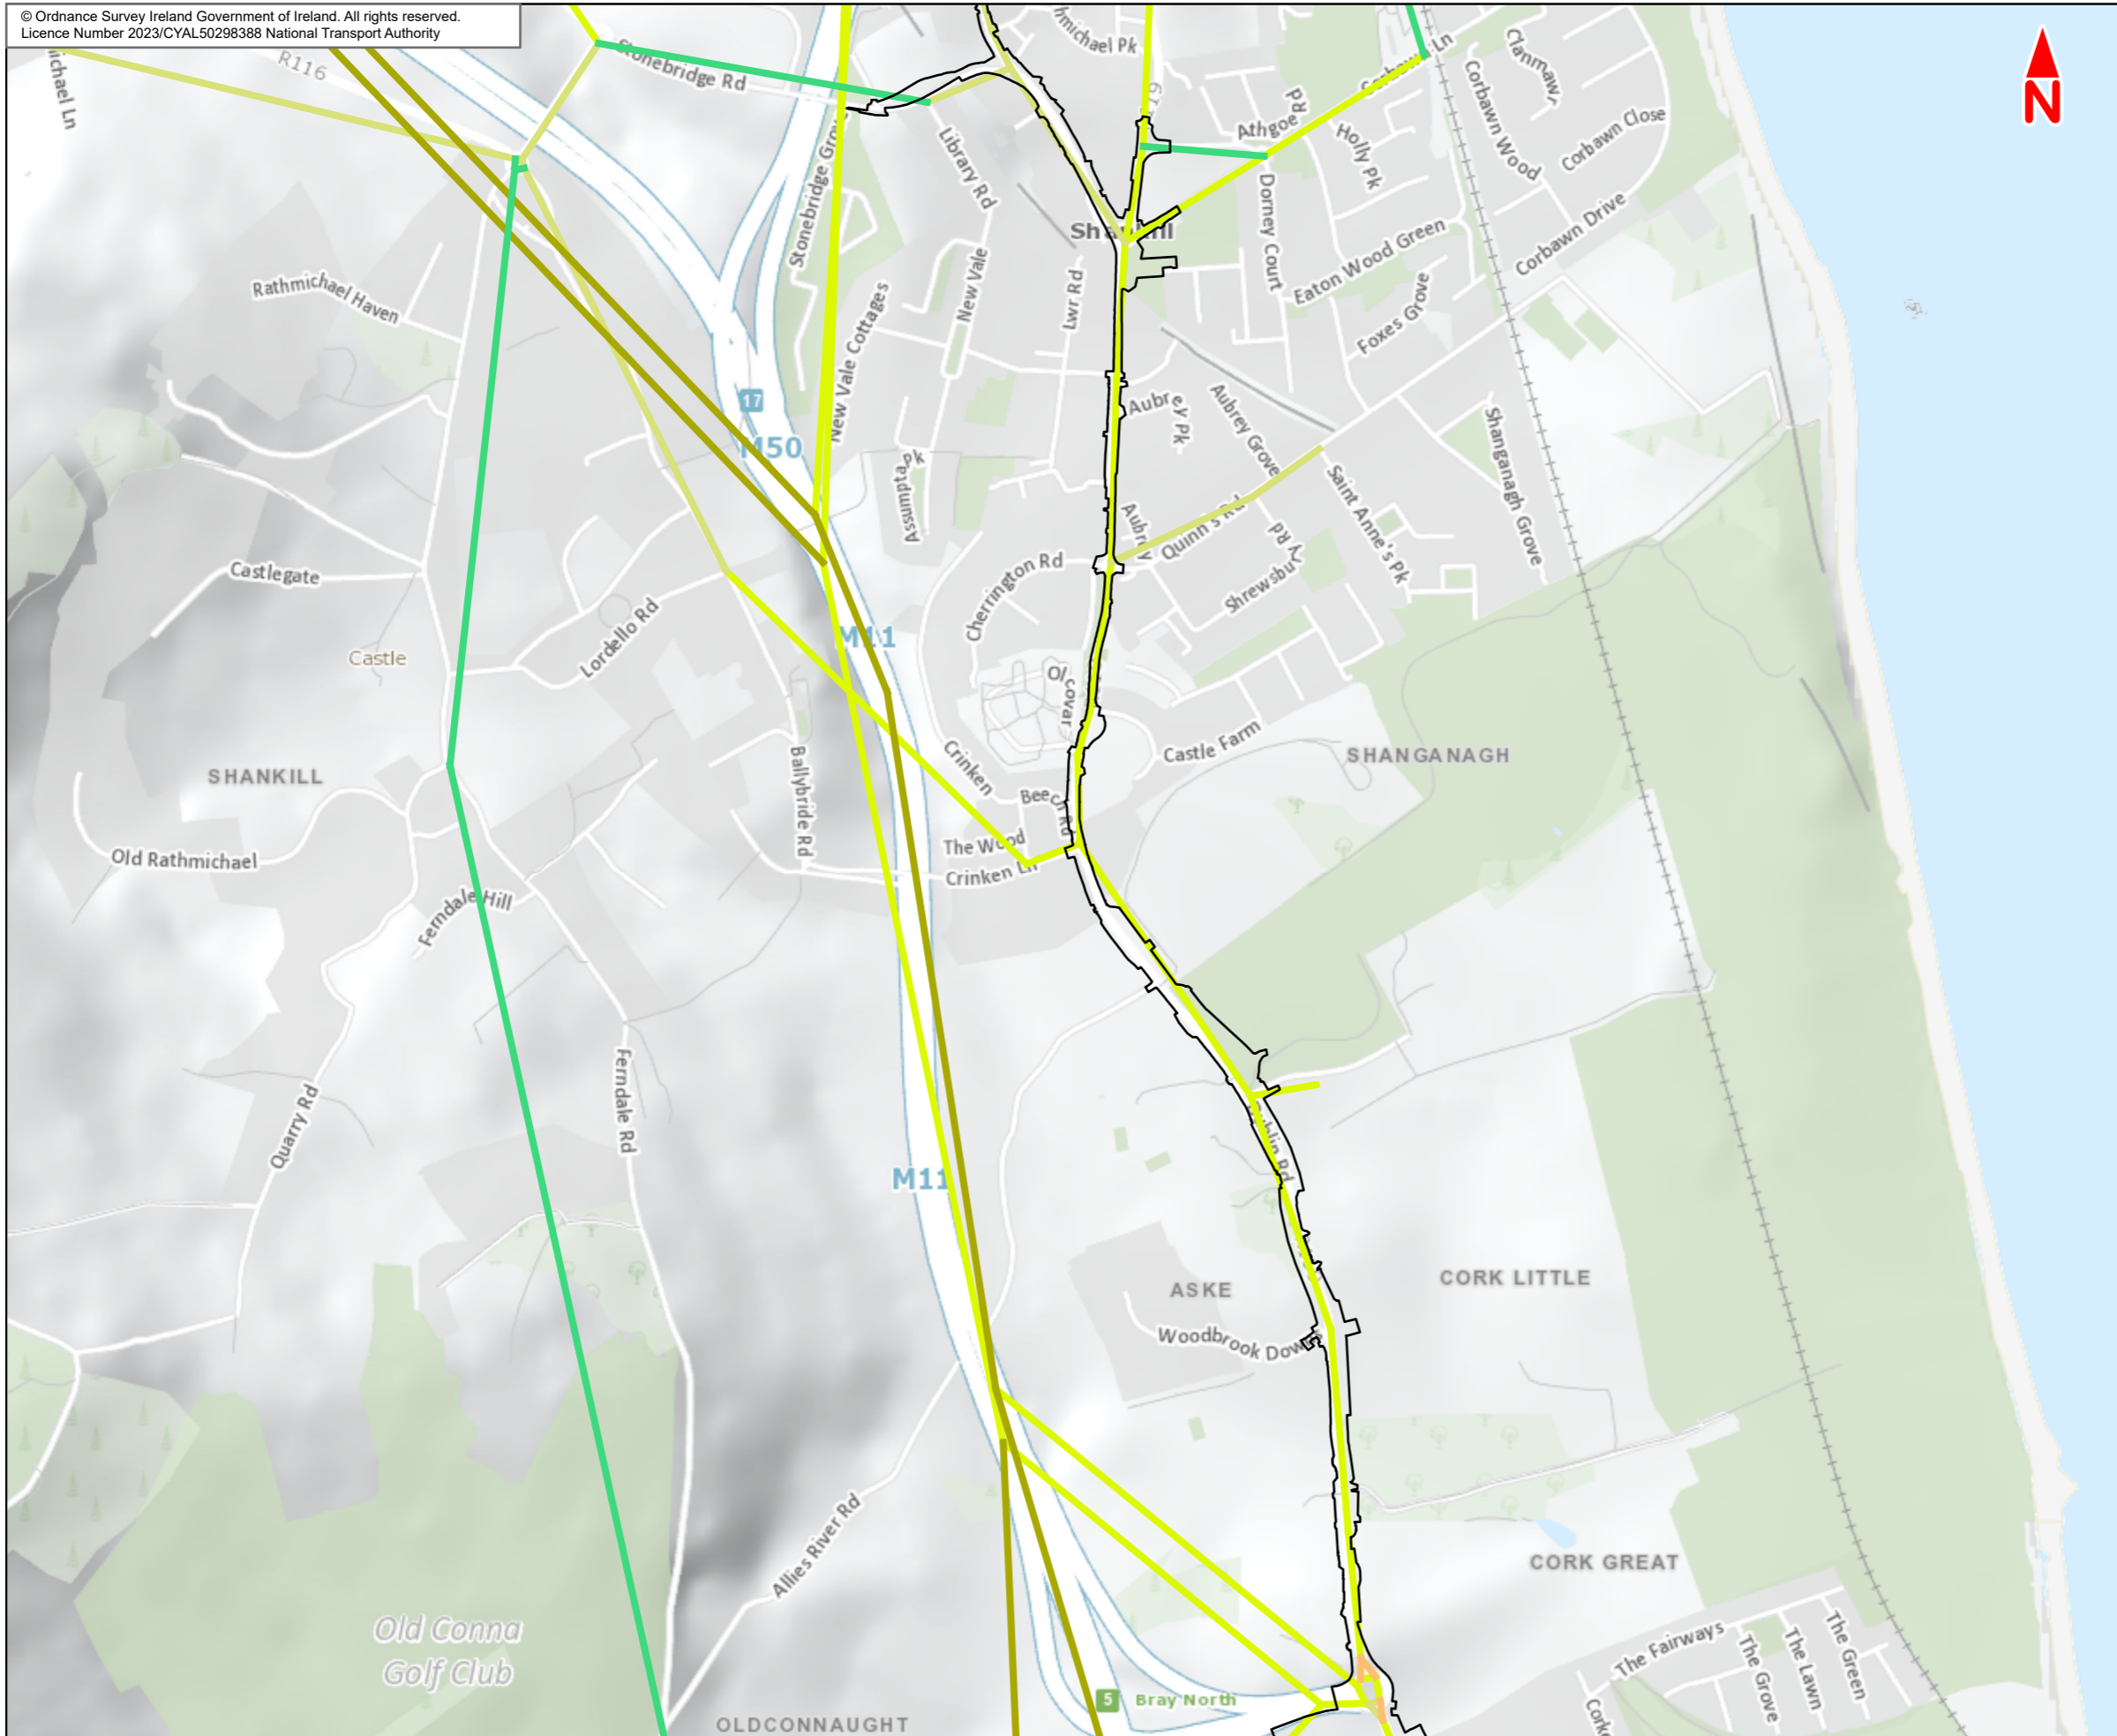 © Ordnance Survey Ireland Government of Ireland. All rights reserved.
Licence Number 2023/CYAL50298388 National Transport Authority
N
R116
Stonebridge Rd
Library Rd
Stonebridge Grove
New Vale
New Vale Cottages
Lwr Rd
Athgoe Rd
Holly Pk
Corbawn Wood
Corbawn Close
Corbawn Drive
Dorney Court
Eaton Wood Green
Foxes Grove
Rathmichael Haven
17
M50
Assumpta Pk
Aubrey Pk
Aubrey Grove
Quinn's Rd
Saint Anne's Pk
Shanganagh Grove
Cherrington Rd
Castlegate
Lordello Rd
M11
Castle
Castle Farm
SHANGANAGH
SHANKILL
Crinken
Ballybride Rd
The Wood
Crinken Ln
Old Rathmichael
Ferndale Hill
Ferndale Rd
Quarry Rd
M11
ASKE
CORK LITTLE
Allies River Rd
CORK GREAT
Old Conna
Golf Club
The Fairways
The Grove
The Lawn
The Green
5
Bray North
OLDCONNAUGHT